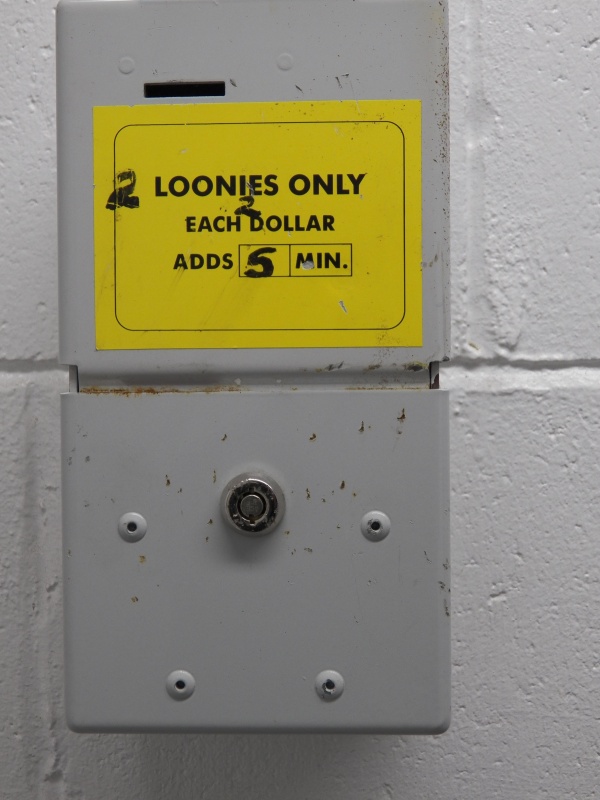 2 LOONIES ONLY
EACH 2 DOLLAR
ADDS 5 MIN.